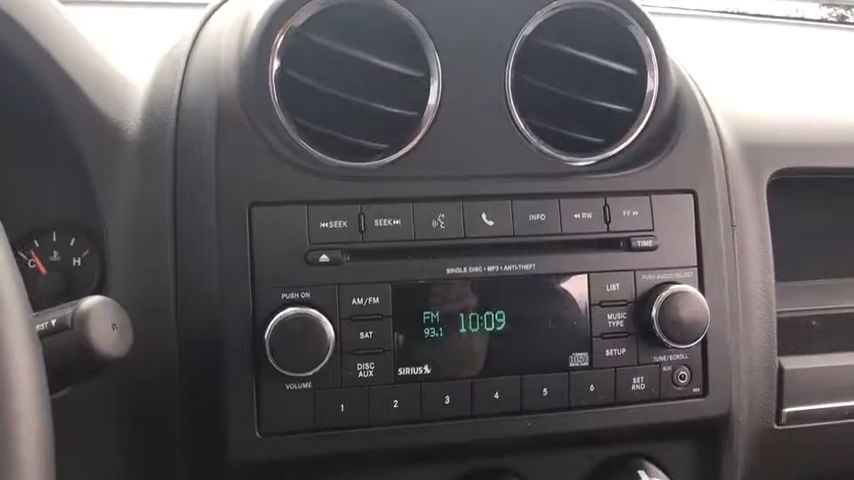 SEEK SEEK INFO RW FF
TIME
SINGLE DISC • MP3 • ANTI-THEFT
PUSH ON
AM/FM
SAT
DISC
AUX
VOLUME
FM
93.1
10:09
SIRIUS
LIST
MUSIC
TYPE
SETUP
PUSH AUDIO/SELECT
TUNE/SCROLL
1 2 3 4 5 6
SET
RND
AUX
C H
MIST